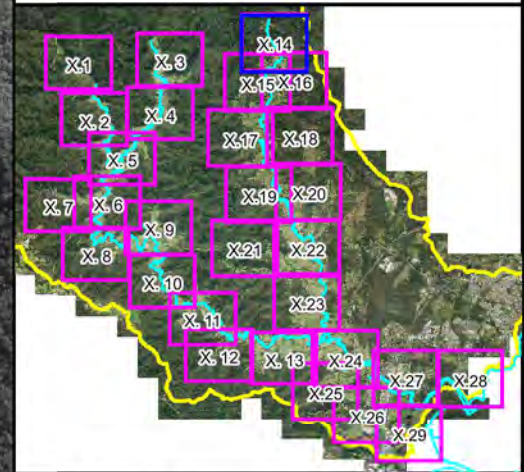 X.14
X.1
X. 3
X.15
X.16
X. 2
X. 4
X.17
X.18
X. 5
X. 7
X. 6
X.19
X.20
X. 9
X. 8
X.21
X.22
X. 10
X.23
X. 11
X. 12
X. 13
X.24
X.27
X.28
X.25
X.26
X.29